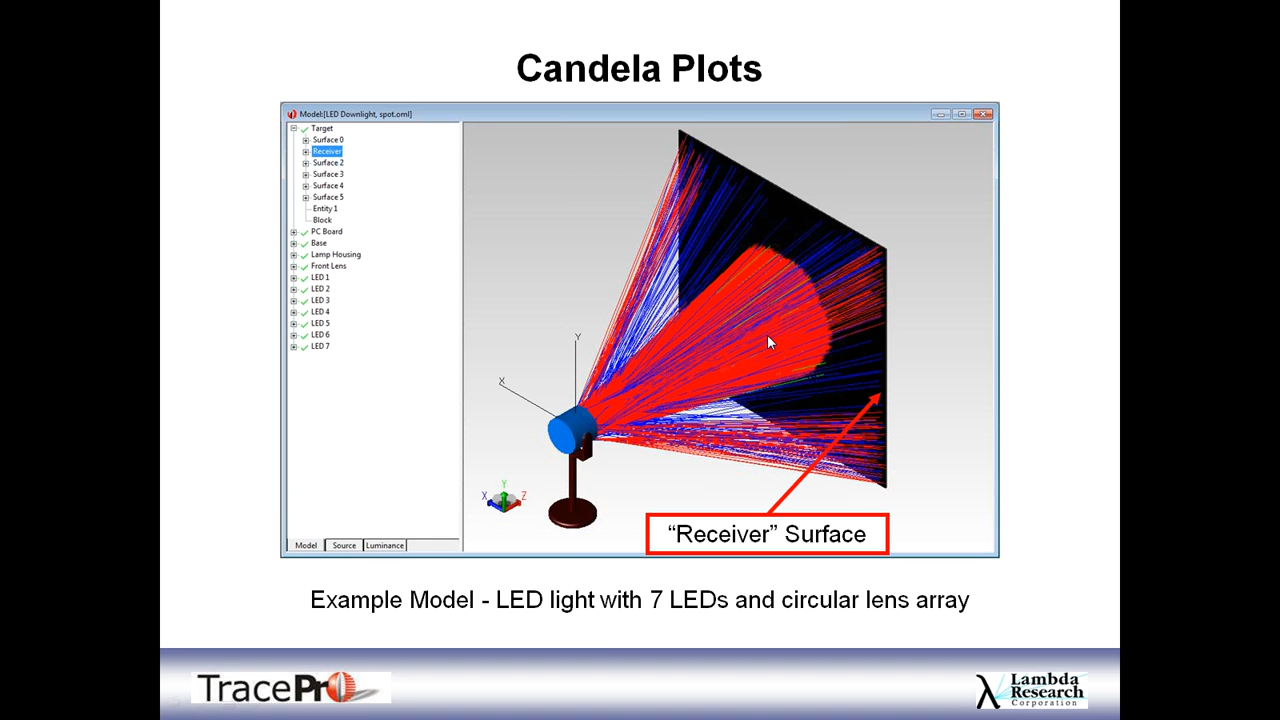 Candela Plots
Model:[LED Downlight, spot.oml]
Target
Surface 0
Receiver
Surface 2
Surface 3
Surface 4
Surface 5
Entity 1
Block
PC Board
Base
Lamp Housing
Front Lens
LED 1
LED 2
LED 3
LED 4
LED 5
LED 6
LED 7
Y
X
Y
X
Z
"Receiver" Surface
Model Source Luminance
Example Model - LED light with 7 LEDs and circular lens array
TracePro
λ Lambda
Research
Corporation